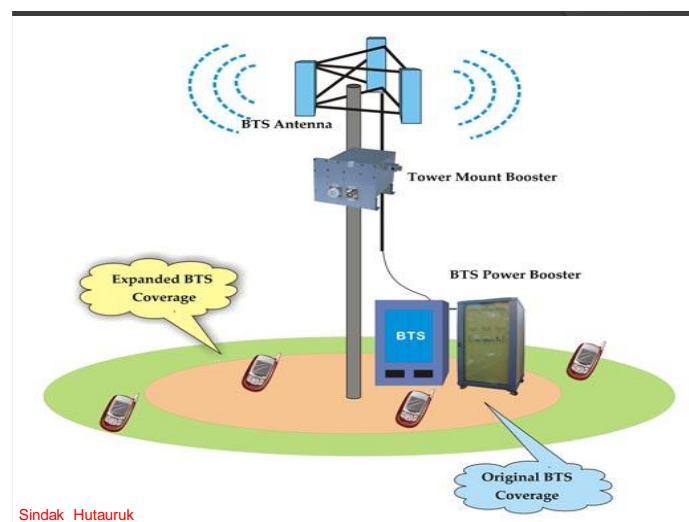 BTS Antenna
Tower Mount Booster
Expanded BTS
Coverage
BTS Power Booster
BTS
Original BTS
Coverage
Sindak Hutauruk